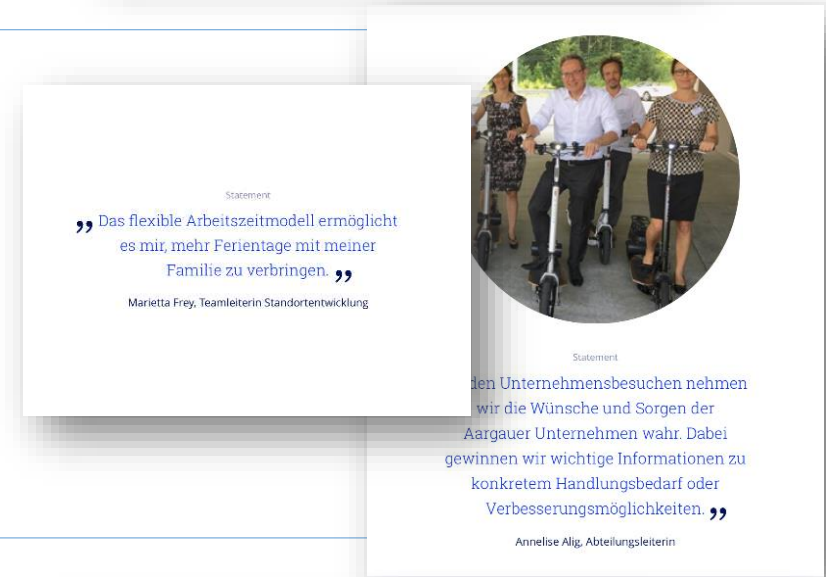 Statement
„ Das flexible Arbeitszeitmodell ermöglicht
es mir, mehr Ferientage mit meiner
Familie zu verbringen. „
Marietta Frey, Teamleiterin Standortentwicklung
Statement
den Unternehmensbesuchen nehmen
wir die Wünsche und Sorgen der
Aargauer Unternehmen wahr. Dabei
gewinnen wir wichtige Informationen zu
konkretem Handlungsbedarf oder
Verbesserungsmöglichkeiten. „
Annelise Alig, Abteilungsleiterin